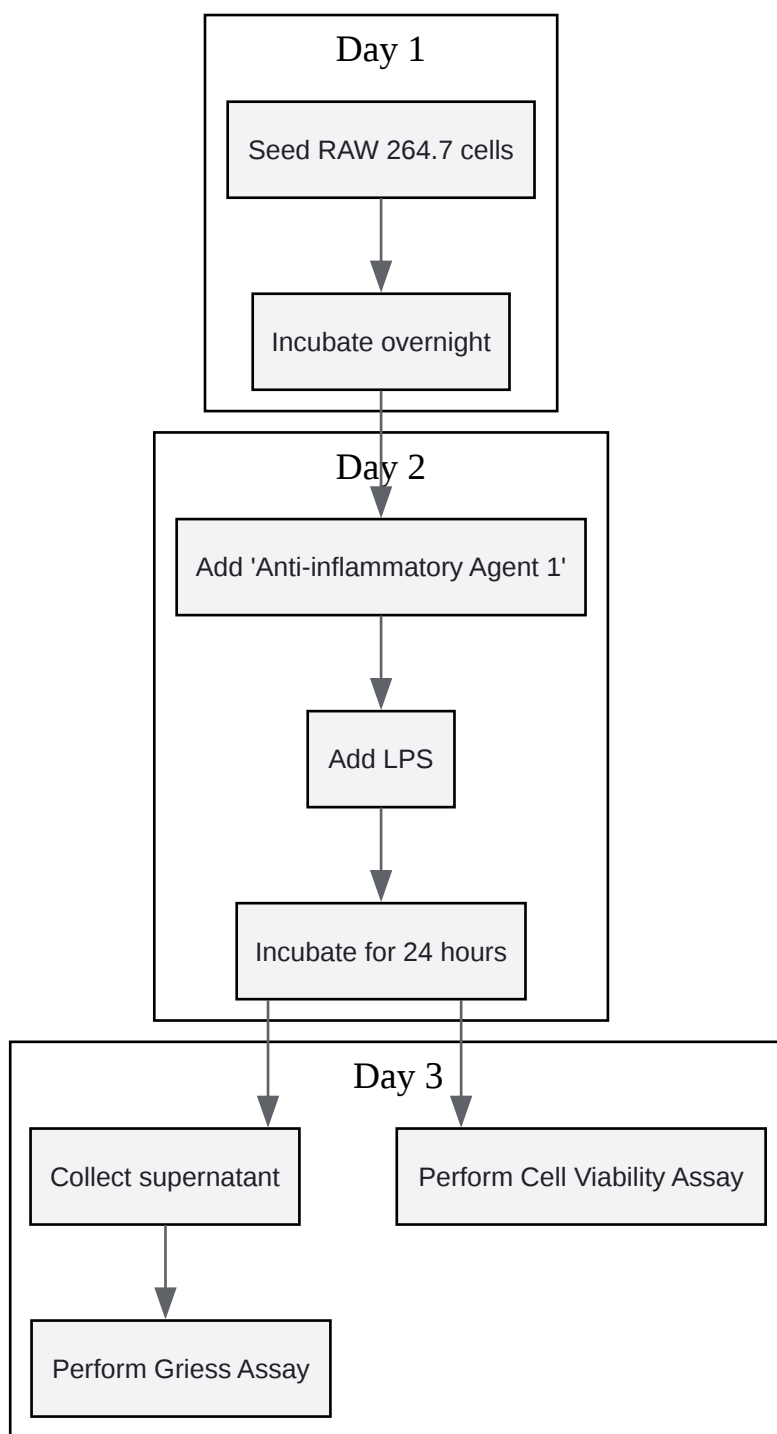 Day 1
Seed RAW 264.7 cells
Incubate overnight
Day 2
Add 'Anti-inflammatory Agent 1'
Add LPS
Incubate for 24 hours
Day 3
Collect supernatant
Perform Cell Viability Assay
Perform Griess Assay